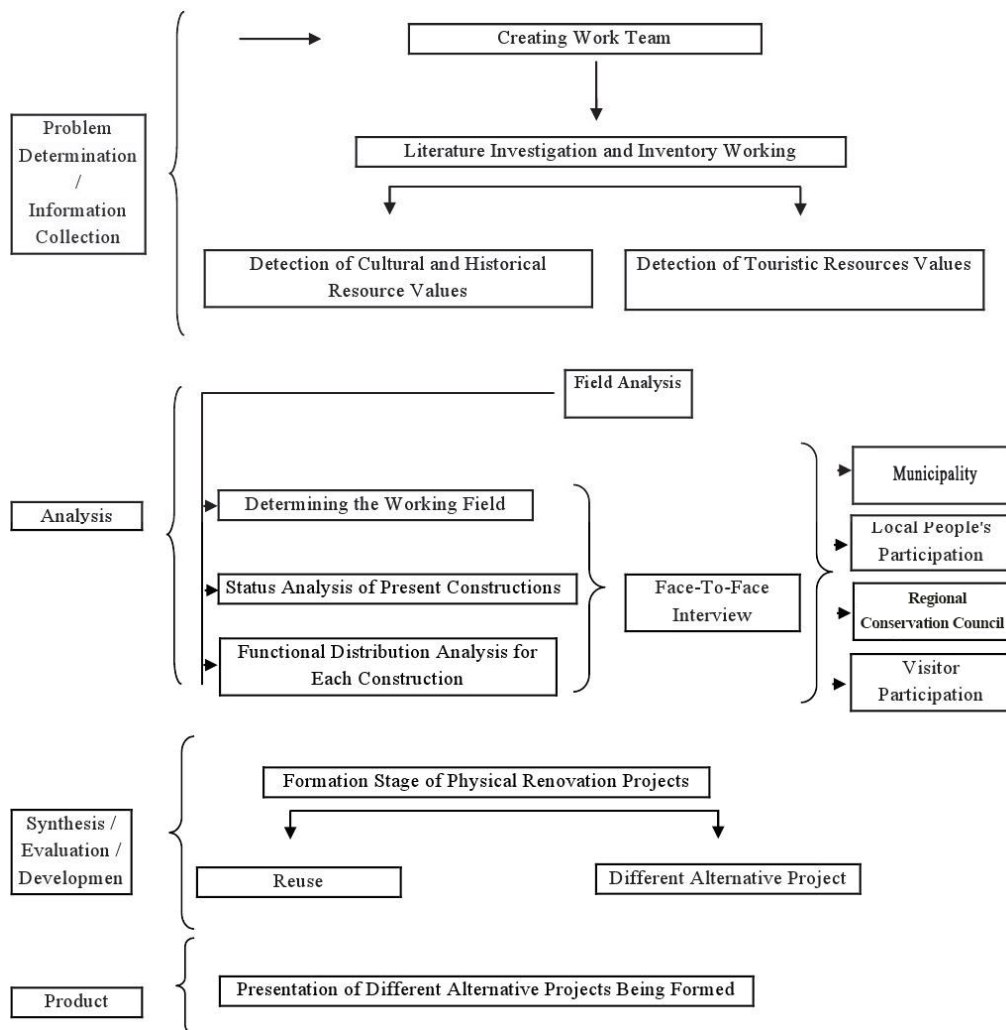 Creating Work Team
Problem
Determination
/
Information
Collection
Literature Investigation and Inventory Working
Detection of Cultural and Historical
Resource Values
Detection of Touristic Resources Values
Field Analysis
Analysis
Determining the Working Field
Status Analysis of Present Constructions
Functional Distribution Analysis for
Each Construction
Face-To-Face
Interview
Municipality
Local People's
Participation
Regional
Conservation Council
Visitor
Participation
Synthesis /
Evaluation /
Developmen
Formation Stage of Physical Renovation Projects
Reuse
Different Alternative Project
Product
Presentation of Different Alternative Projects Being Formed